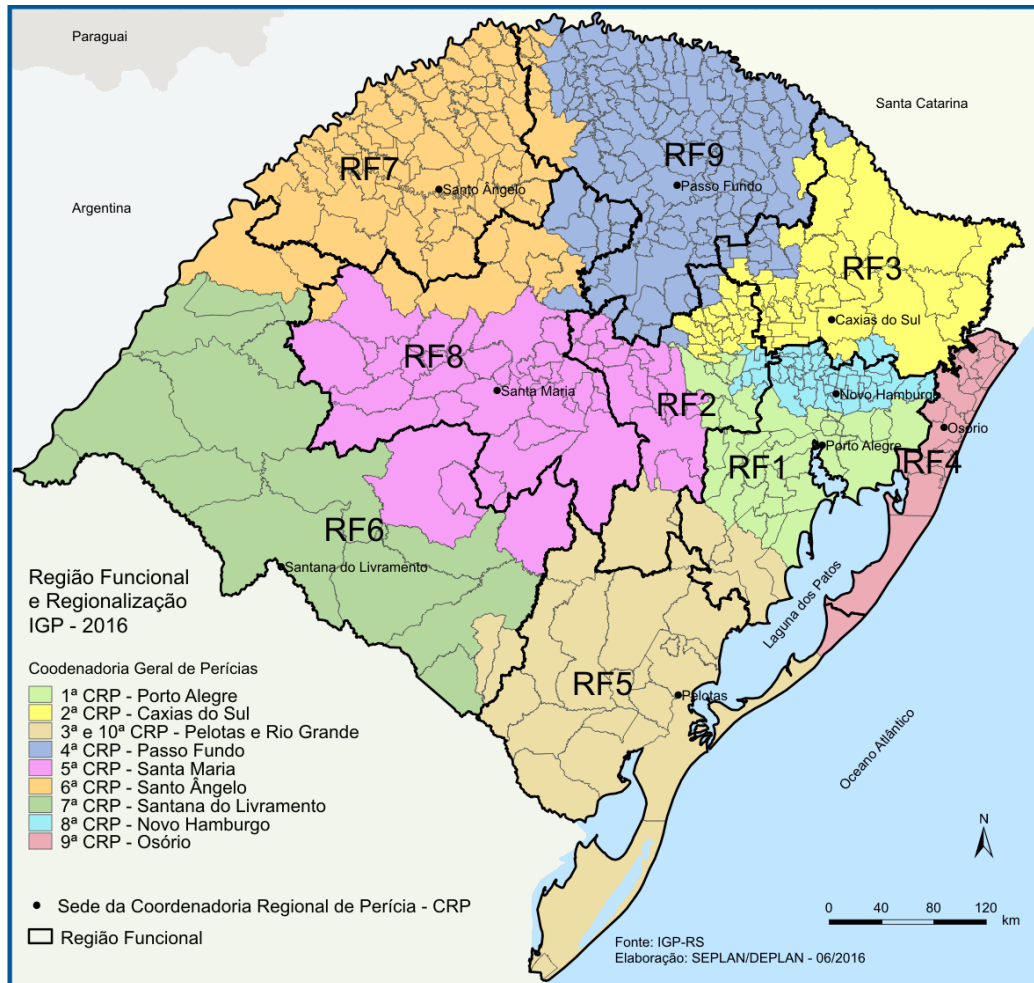 Paraguai
Santa Catarina
Argentina
RF7
Santo Ângelo
RF9
Passo Fundo
RF3
Caxias do Sul
RF8
Santa Maria
RF2
Novo Hamburgo
Osório
Porto Alegre
RF4
RF1
RF6
Santana do Livramento
Laguna dos Patos
RF5
Pelotas
Oceano Atlântico
Região Funcional
e Regionalização
IGP - 2016
Coodenadoria Geral de Perícias
1ª CRP - Porto Alegre
2ª CRP - Caxias do Sul
3ª e 10ª CRP - Pelotas e Rio Grande
4ª CRP - Passo Fundo
5ª CRP - Santa Maria
6ª CRP - Santo Ângelo
7ª CRP - Santana do Livramento
8ª CRP - Novo Hamburgo
9ª CRP - Osório
Sede da Coordenadoria Regional de Perícia - CRP
Região Funcional
N
0 40 80 120
km
Fonte: IGP-RS
Elaboração: SEPLAN/DEPLAN - 06/2016